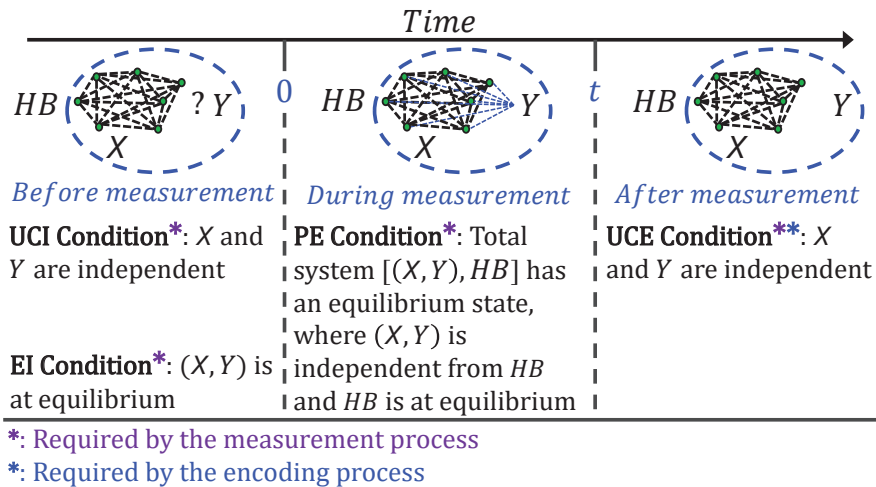 Time
HB X ? Y
0
HB X Y
t
HB X Y
Before measurement
During measurement
After measurement
UCI Condition*: X and
Y are independent
EI Condition*: (X, Y) is
at equilibrium
PE Condition*: Total
system [(X, Y), HB] has
an equilibrium state,
where (X, Y) is
independent from HB
and HB is at equilibrium
UCE Condition**: X
and Y are independent
*: Required by the measurement process
*: Required by the encoding process